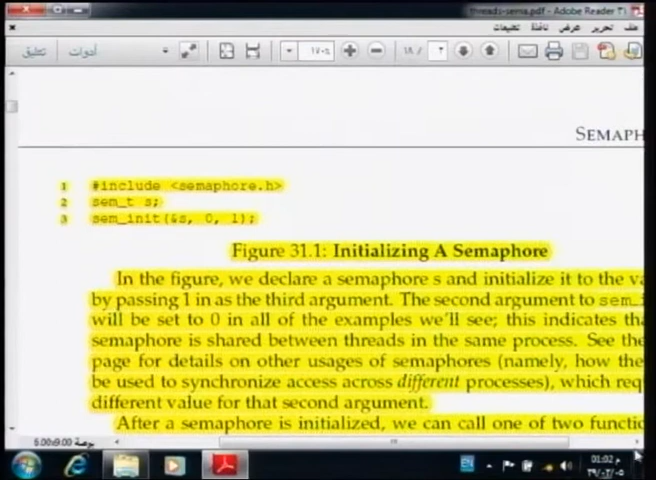 threads-sema.pdf - Adobe Reader
ملف تحرير عرض نافذة تعليمات
تعليق
أدوات
SEMAPH
1 #include <semaphore.h>
2 sem_t s;
3 sem_init(&s, 0, 1);
Figure 31.1: Initializing A Semaphore
In the figure, we declare a semaphore s and initialize it to the va
by passing 1 in as the third argument. The second argument to sem_i
will be set to 0 in all of the examples we'll see; this indicates tha
semaphore is shared between threads in the same process. See the
page for details on other usages of semaphores (namely, how the
be used to synchronize access across different processes), which req
different value for that second argument.
After a semaphore is initialized, we can call one of two functio
بوصة
EN
01:02